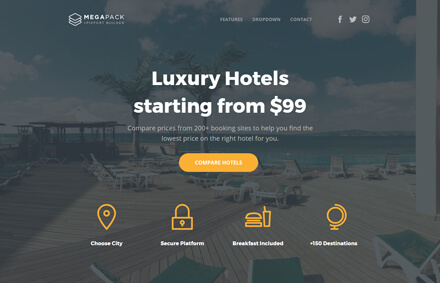 MEGAPACK
FEATURES DROPDOWN CONTACT
Luxury Hotels
starting from $99
Compare prices from 200+ booking sites to help you find the
lowest price on the right hotel for you.
COMPARE HOTELS
Choose City Secure Platform Breakfast Included +150 Destinations